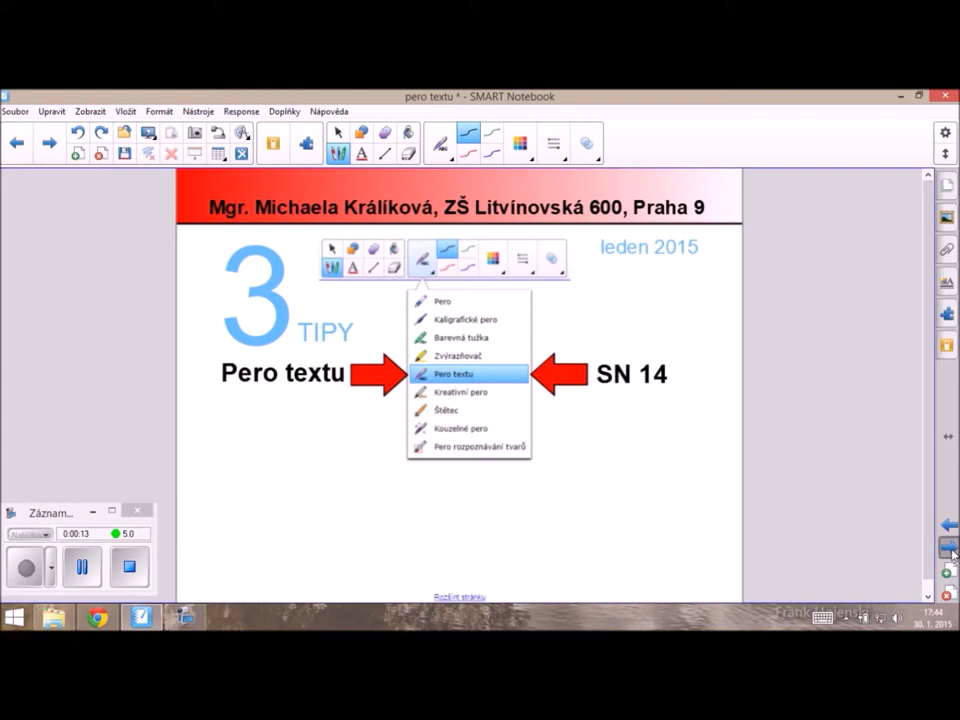 pero textu * - SMART Notebook
Soubor Upravit Zobrazit Vložit Formát Nástroje Response Doplňky Nápověda
Mgr. Michaela Králíková, ZŠ Litvínovská 600, Praha 9
leden 2015
3 TIPY
Pero
Kaligrafické pero
Barevná tužka
Zvýrazňovač
Pero textu
Pero textu
SN 14
Kreativní pero
Štětec
Kouzelné pero
Pero rozpoznávání tvarů
Záznam...
0:00:13
5.0
Rozšířit stránku
17:44
30. 1. 2015